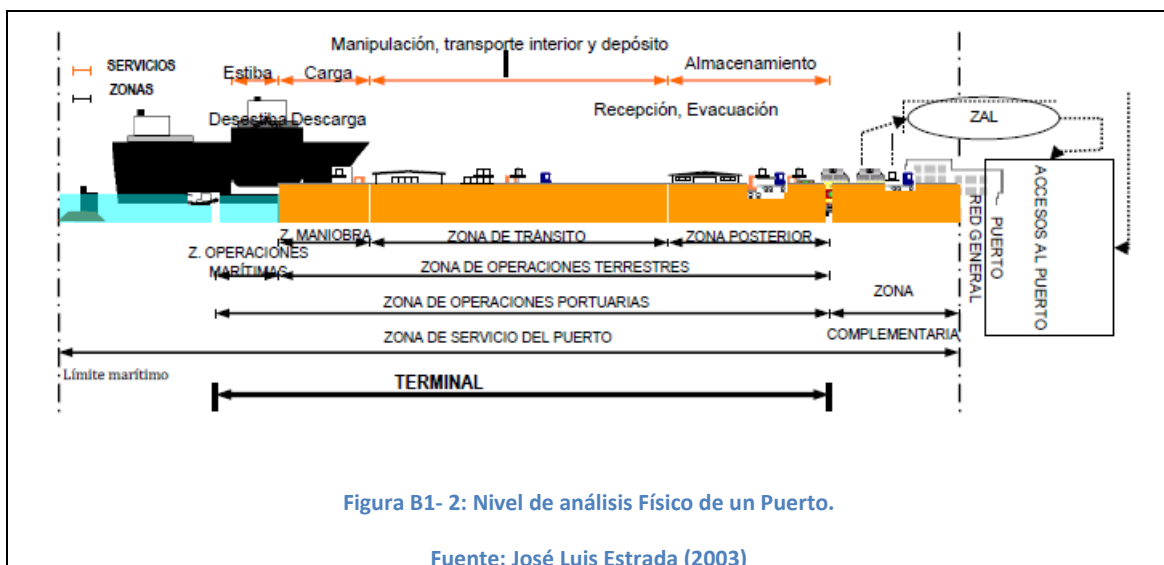 Manipulación, transporte interior y depósito
SERVICIOS
ZONAS
Estiba
Carga
Almacenamiento
Desestiba
Descarga
Recepción, Evacuación
ZAL
ACCESOS AL PUERTO
PUERTO
RED GENERAL
Z. MANIOBRA
ZONA DE TRÁNSITO
ZONA POSTERIOR
Z. OPERACIONES
MARÍTIMAS
ZONA DE OPERACIONES TERRESTRES
ZONA DE OPERACIONES PORTUARIAS
ZONA
COMPLEMENTARIA
ZONA DE SERVICIO DEL PUERTO
Límite marítimo
TERMINAL
Figura B1- 2: Nivel de análisis Físico de un Puerto.
Fuente: José Luis Estrada (2003)